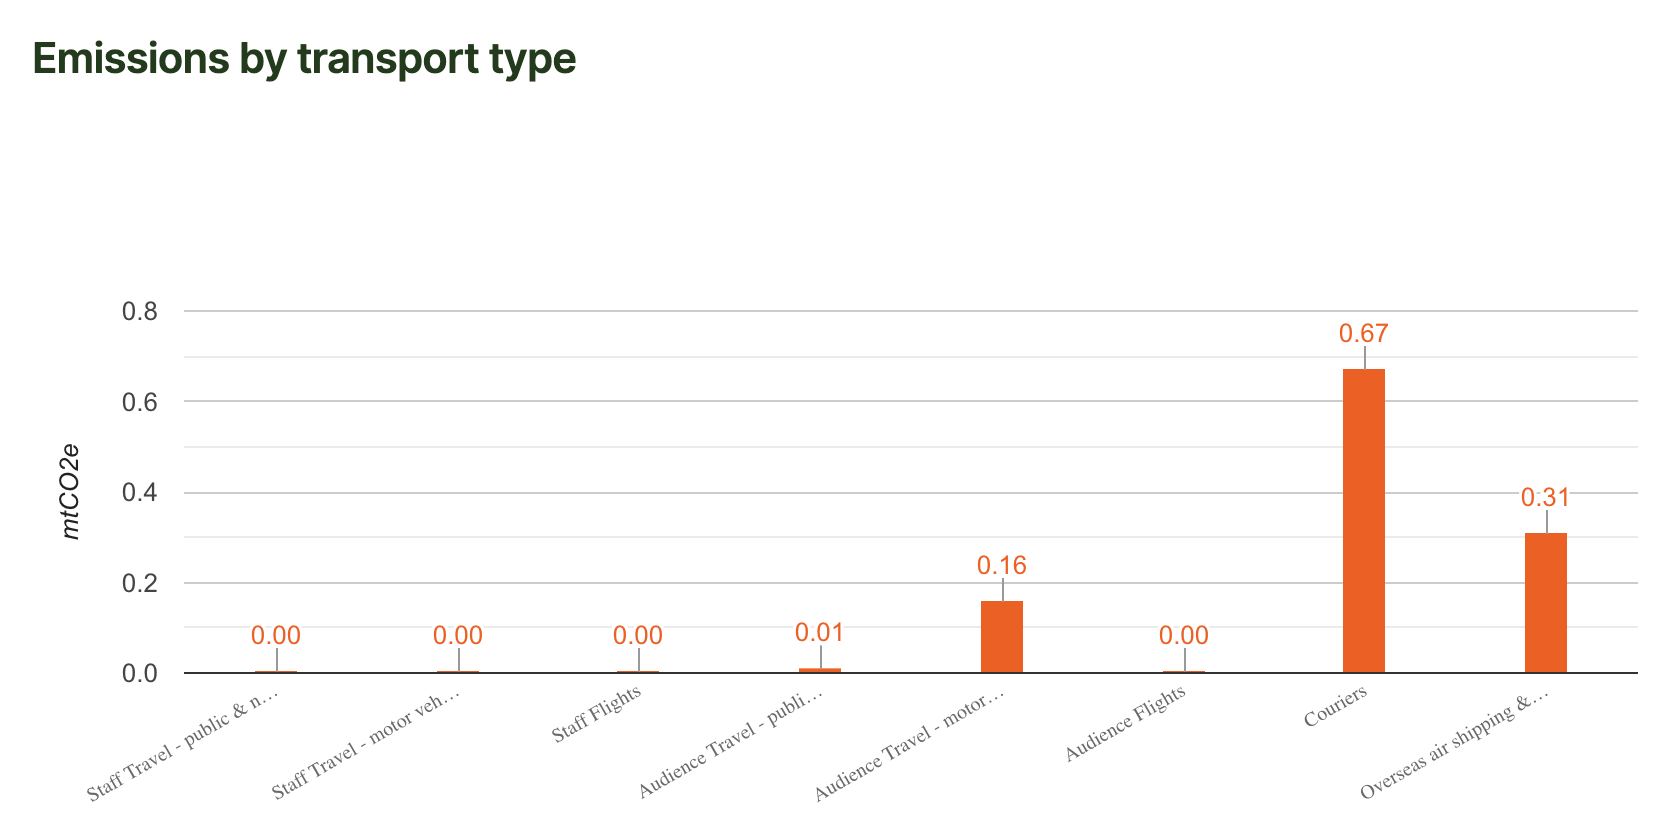 Emissions by transport type
0.8
0.6
0.4
0.2
0.0
mtCO2e
0.00
0.00
0.00
0.01
0.16
0.00
0.67
0.31
Staff Travel - public & n…
Staff Travel - motor veh…
Staff Flights
Audience Travel - publi…
Audience Travel - motor…
Audience Flights
Couriers
Overseas air shipping &…